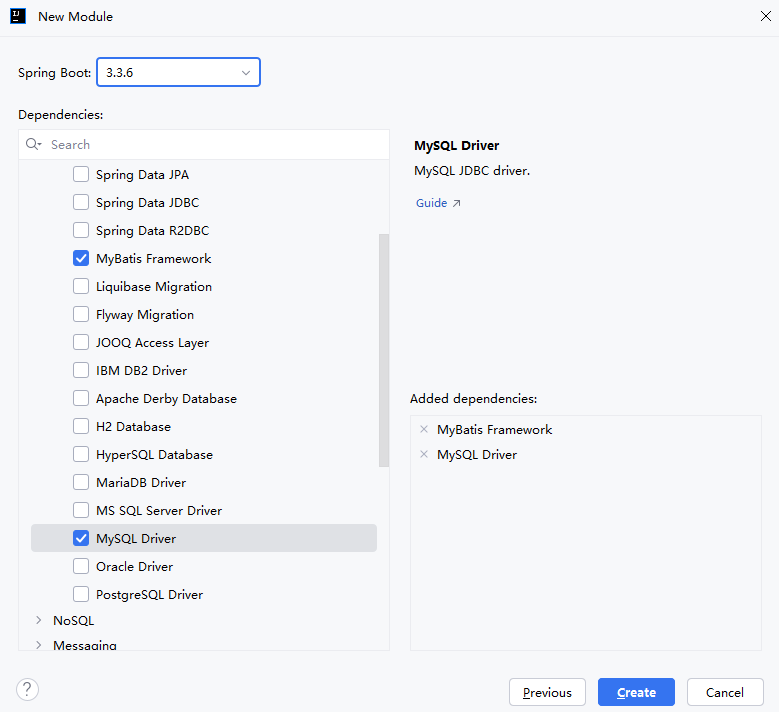 New Module
Spring Boot: 3.3.6
Dependencies:
Search
Spring Data JPA
Spring Data JDBC
Spring Data R2DBC
MyBatis Framework
Liquibase Migration
Flyway Migration
JOOQ Access Layer
IBM DB2 Driver
Apache Derby Database
H2 Database
HyperSQL Database
MariaDB Driver
MS SQL Server Driver
MySQL Driver
Oracle Driver
PostgreSQL Driver
NoSQL
Messaging
MySQL Driver
MySQL JDBC driver.
Guide ↗
Added dependencies:
MyBatis Framework
MySQL Driver
?
Previous
Create
Cancel